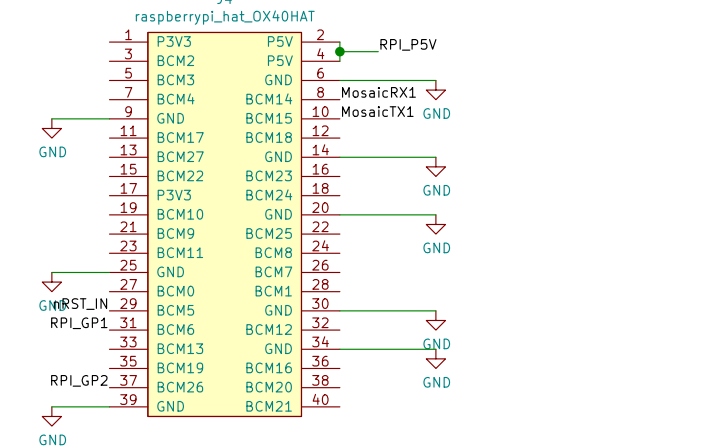 raspberrypi_hat_OX40HAT
1 P3V3 P5V 2
RPI_P5V
3 BCM2 P5V 4
5 BCM3 GND 6
7 BCM4 BCM14 8 MosaicRX1
9 GND BCM15 10 MosaicTX1 GND
11 BCM17 BCM18 12
GND
13 BCM27 GND 14
15 BCM22 BCM23 16
17 P3V3 BCM24 18 GND
19 BCM10 GND 20
21 BCM9 BCM25 22
23 BCM11 BCM8 24 GND
25 GND BCM7 26
27 BCM0 BCM1 28
GND nRST_IN 29 BCM5 GND 30
RPI_GP1 31 BCM6 BCM12 32
33 BCM13 GND 34 GND
35 BCM19 BCM16 36
RPI_GP2 37 BCM26 BCM20 38 GND
39 GND BCM21 40
GND